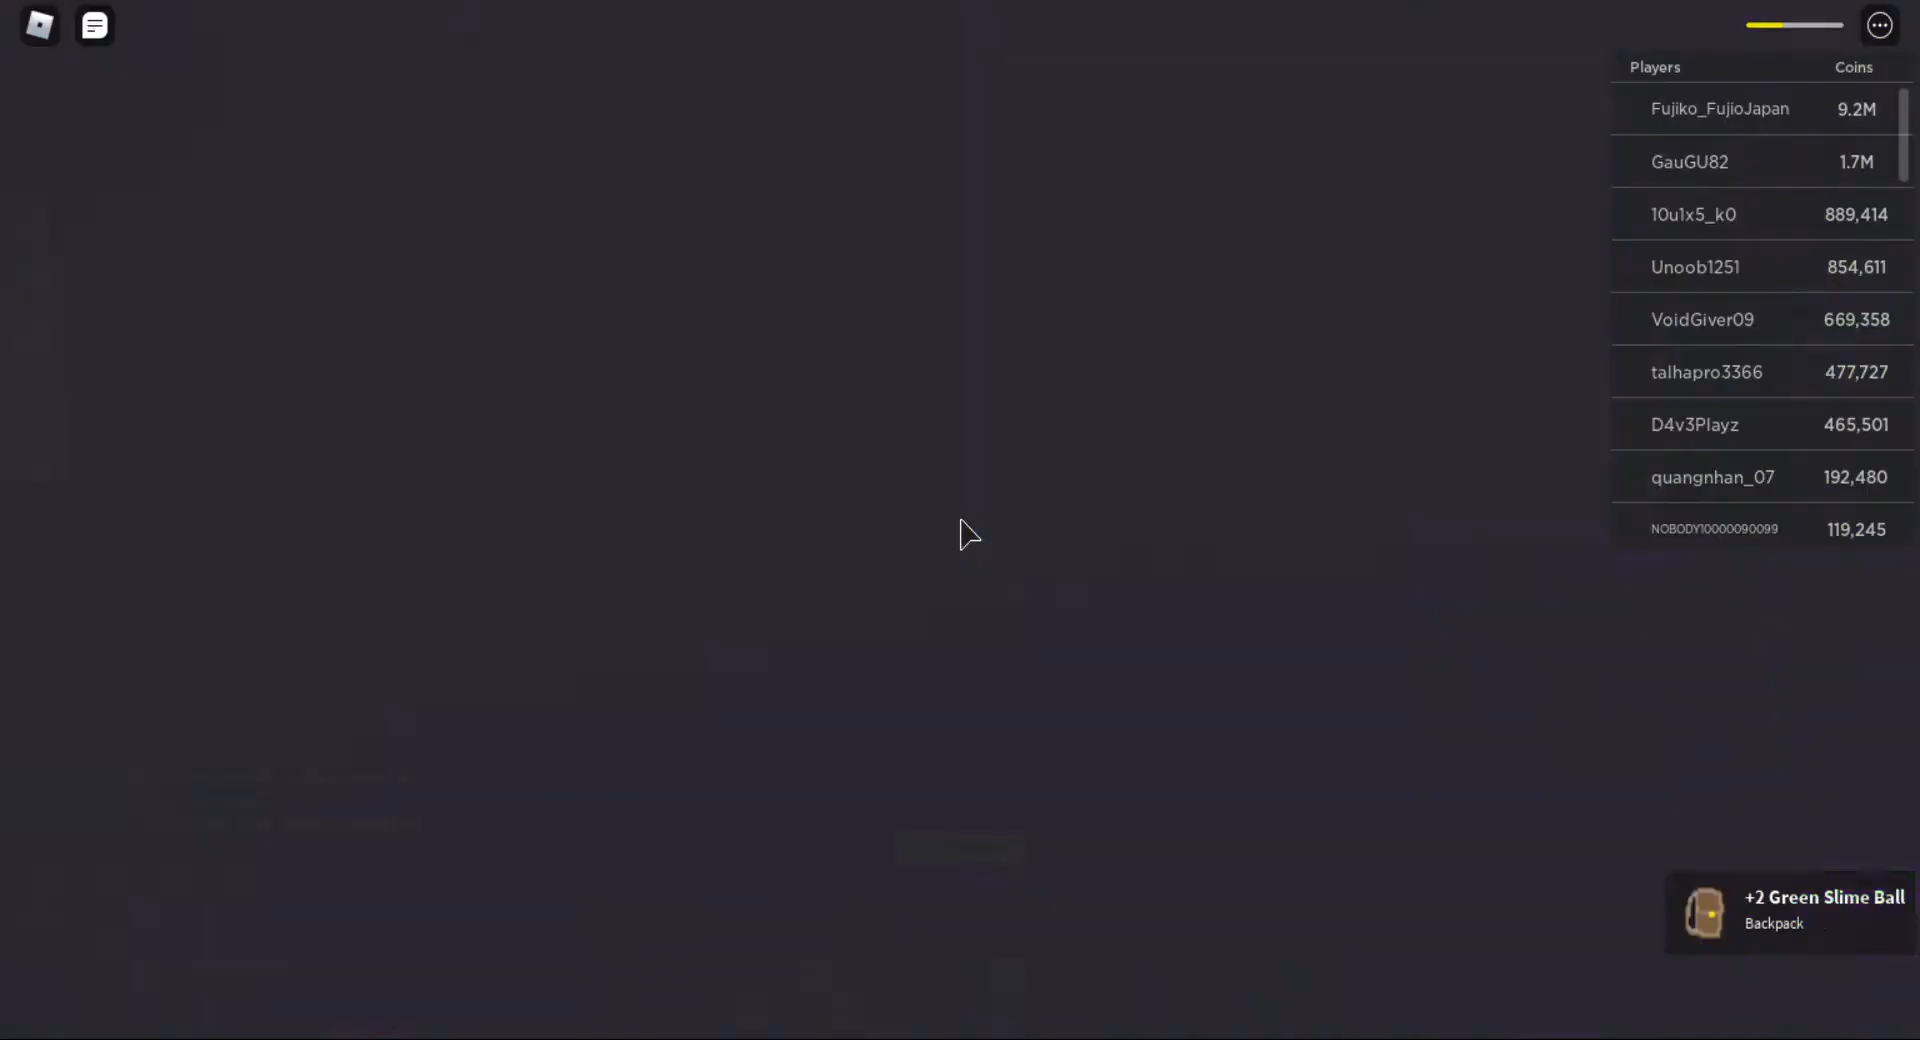 Players Coins
Fujiko_FujioJapan 9.2M
GauGU82 1.7M
10u1x5_k0 889,414
Unoob1251 854,611
VoidGiver09 669,358
talhapro3366 477,727
D4v3Playz 465,501
quangnhan_07 192,480
NOBODY10000090099 119,245
+2 Green Slime Ball
Backpack